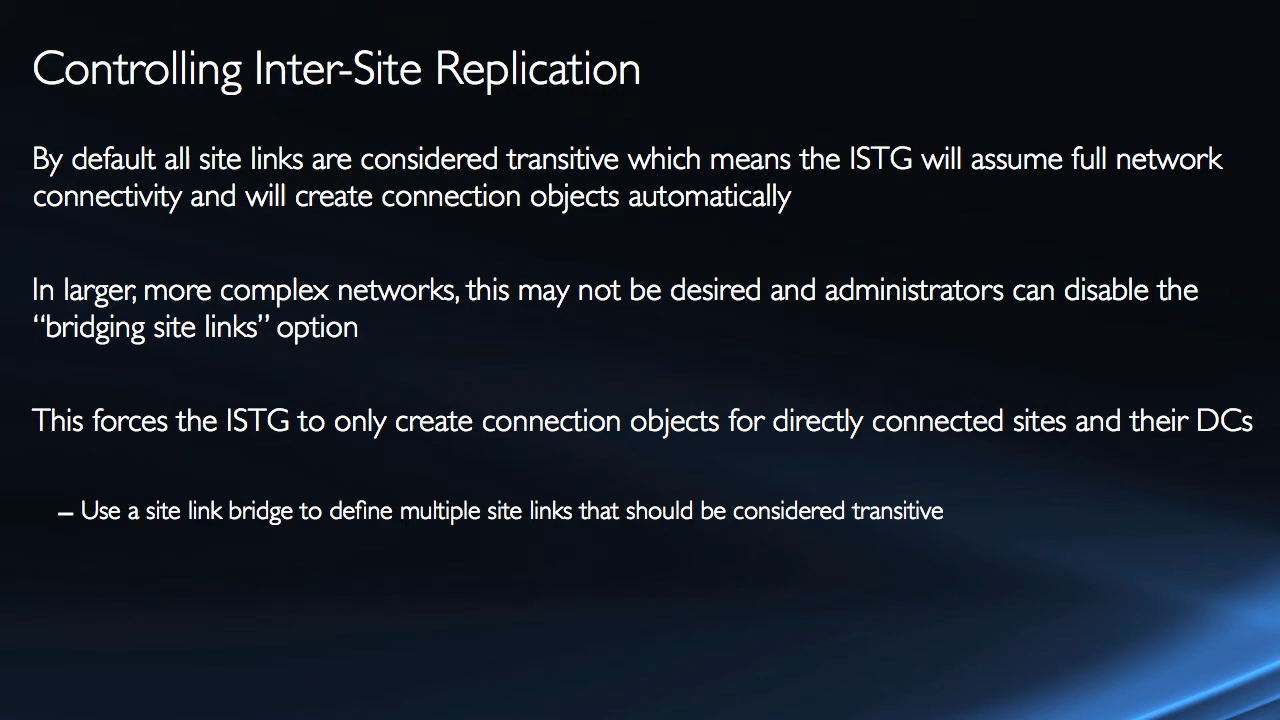 Controlling Inter-Site Replication
By default all site links are considered transitive which means the ISTG will assume full network
connectivity and will create connection objects automatically
In larger, more complex networks, this may not be desired and administrators can disable the
“bridging site links” option
This forces the ISTG to only create connection objects for directly connected sites and their DCs
– Use a site link bridge to define multiple site links that should be considered transitive